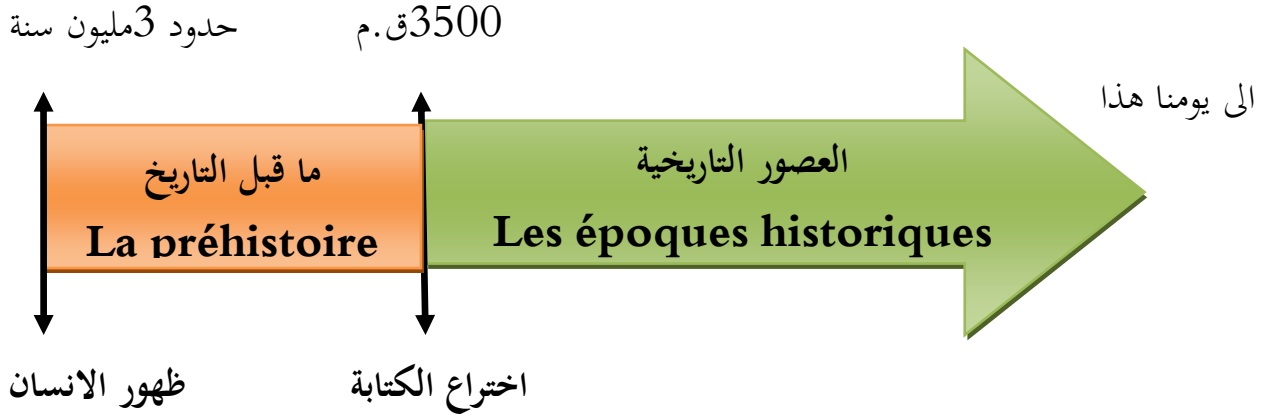 حدود 3مليون سنة
3500ق.م
الى يومنا هذا
ما قبل التاريخ
La préhistoire
العصور التاريخية
Les époques historiques
ظهور الانسان
اختراع الكتابة